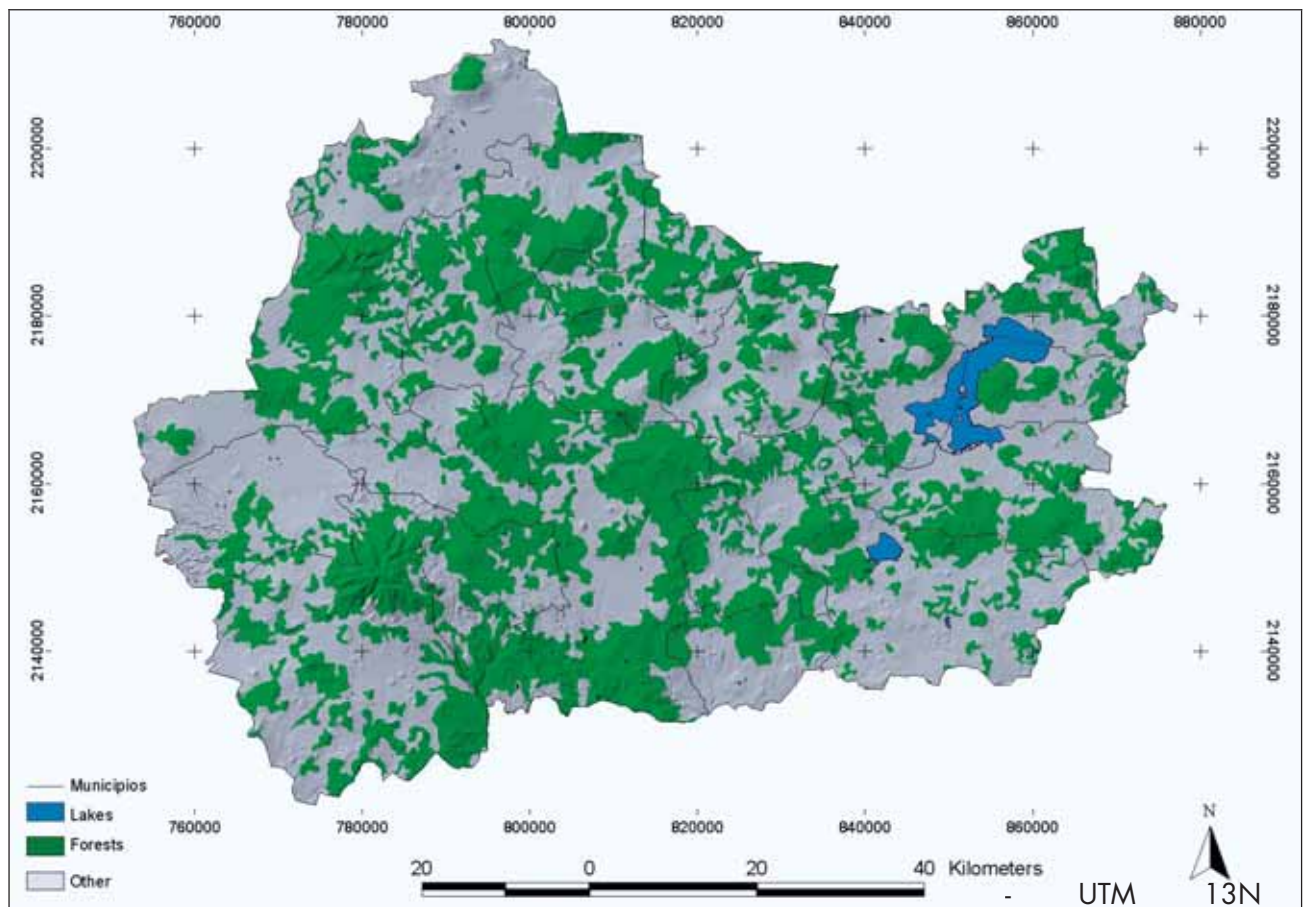 760000 780000 800000 820000 840000 860000 880000
2200000 2200000
2180000 2180000
2160000 2160000
2140000 2140000
Municipios
Lakes
Forests
Other
760000 780000 800000 820000 840000 860000
N
20 0 20 40 Kilometers
- UTM 13N